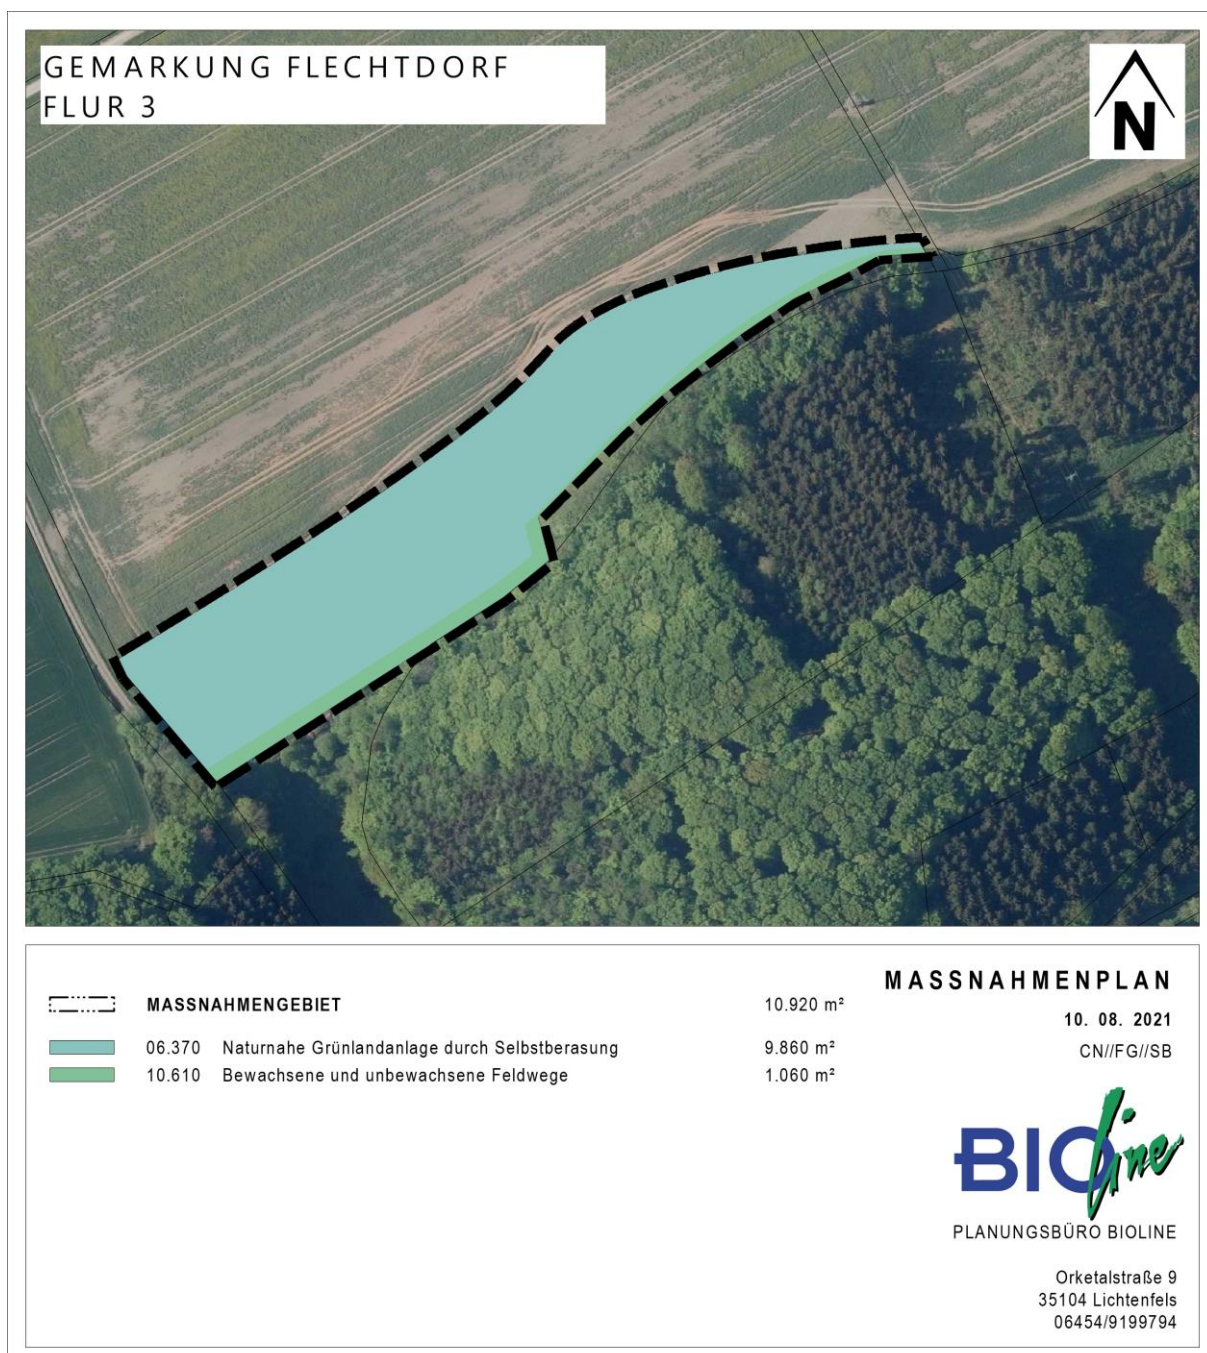 GEMARKUNG FLECHTDORF
FLUR 3
N
MASSNAHMENPLAN
10. 08. 2021
CN//FG//SB
MASSNAHMENGEBIET 10.920 m²
06.370 Naturnahe Grünlandanlage durch Selbstberasung 9.860 m²
10.610 Bewachsene und unbewachsene Feldwege 1.060 m²
BIOline
PLANUNGSBÜRO BIOLINE
Orketalstraße 9
35104 Lichtenfels
06454/9199794